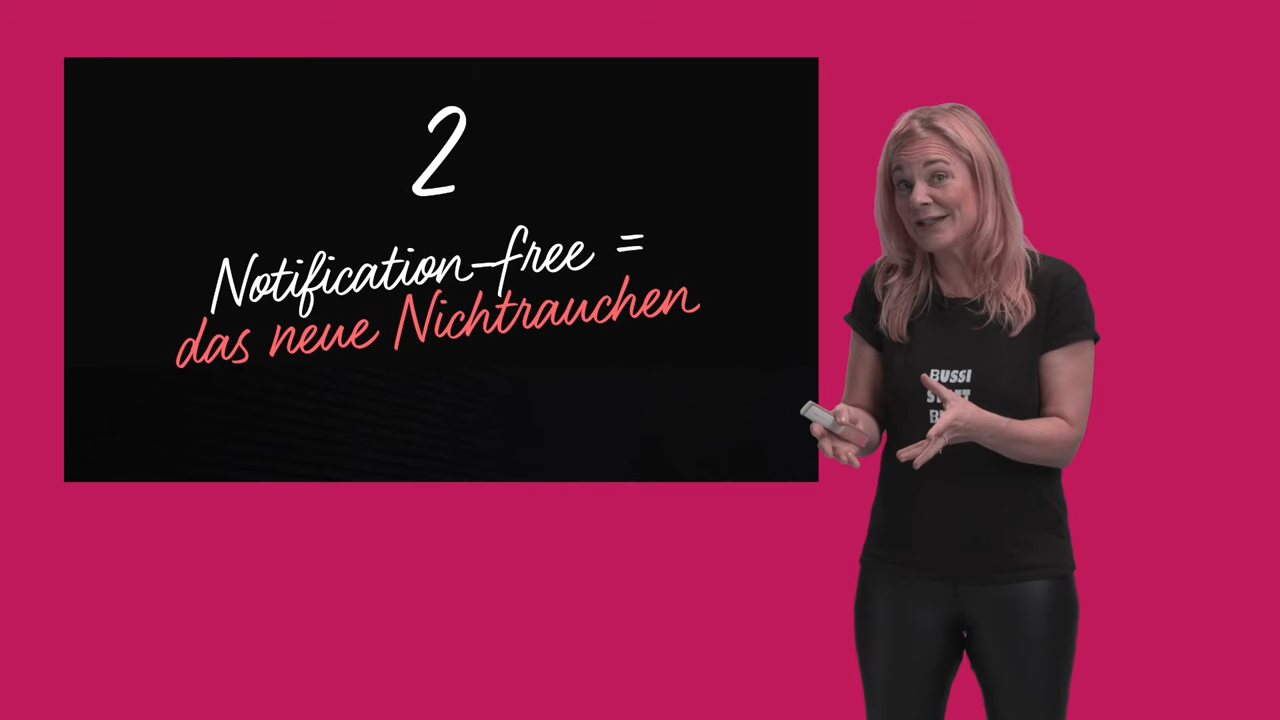 2
Notification-free =
das neue Nichtrauchen
BUSSI